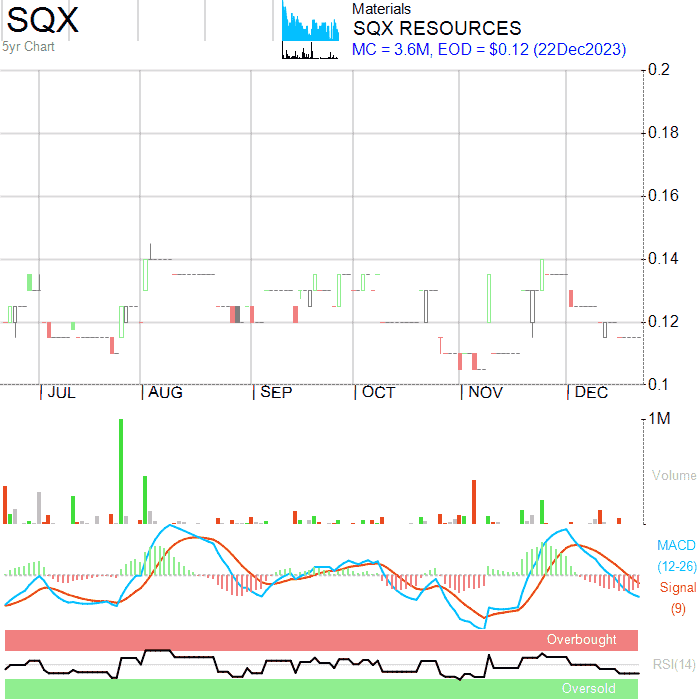 SQX
5yr Chart
Materials
SQX RESOURCES
MC = 3.6M, EOD = $0.12 (22Dec2023)
0.2
0.18
0.16
0.14
0.12
0.1
JUL AUG SEP OCT NOV DEC
1M
Volume
MACD
(12-26)
Signal
(9)
Overbought
RSI(14)
Oversold